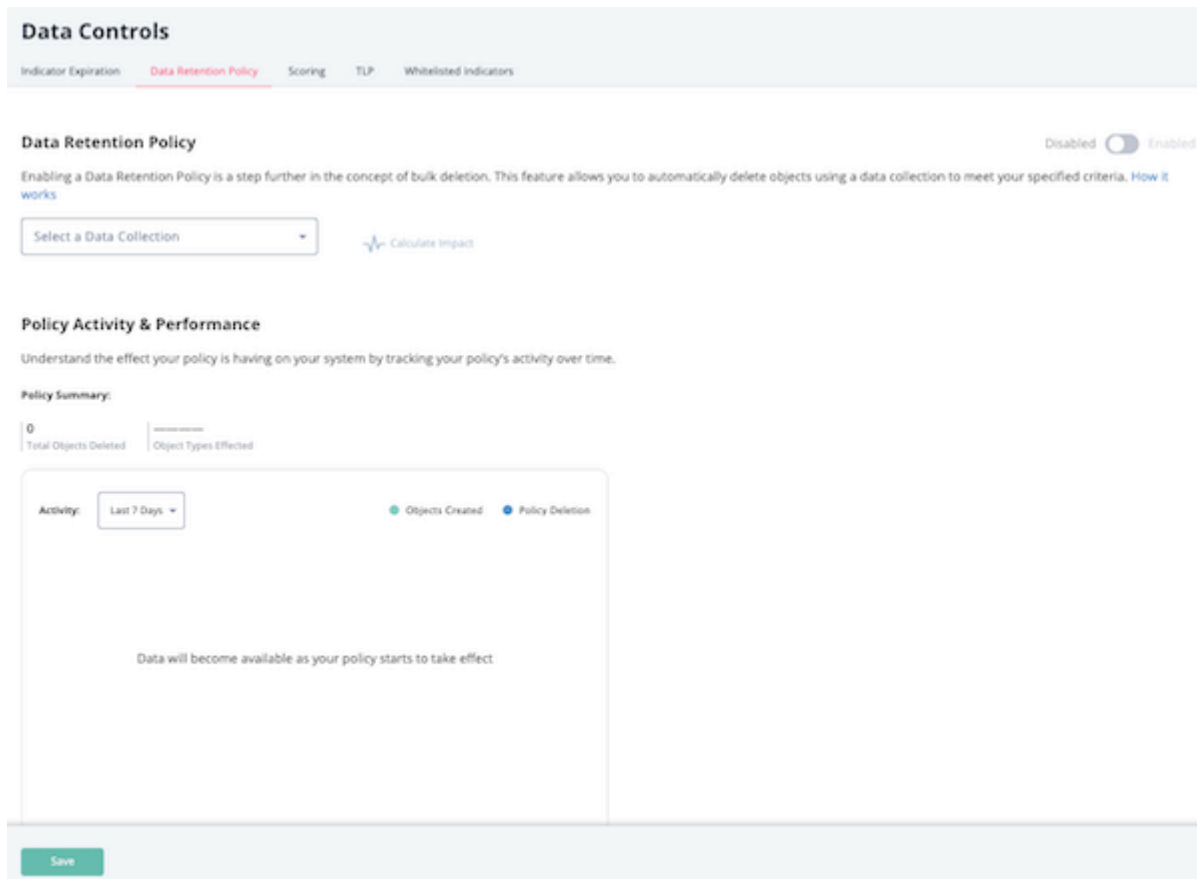 Data Controls
Indicator Expiration Data Retention Policy Scoring TLP Whitelisted Indicators
Data Retention Policy
Disabled Enabled
Enabling a Data Retention Policy is a step further in the concept of bulk deletion. This feature allows you to automatically delete objects using a data collection to meet your specified criteria. How it
works
Select a Data Collection
Calculate Impact
Policy Activity & Performance
Understand the effect your policy is having on your system by tracking your policy's activity over time.
Policy Summary:
0 ————
Total Objects Deleted Object Types Effected
Activity: Last 7 Days Objects Created Policy Deletion
Data will become available as your policy starts to take effect
Save